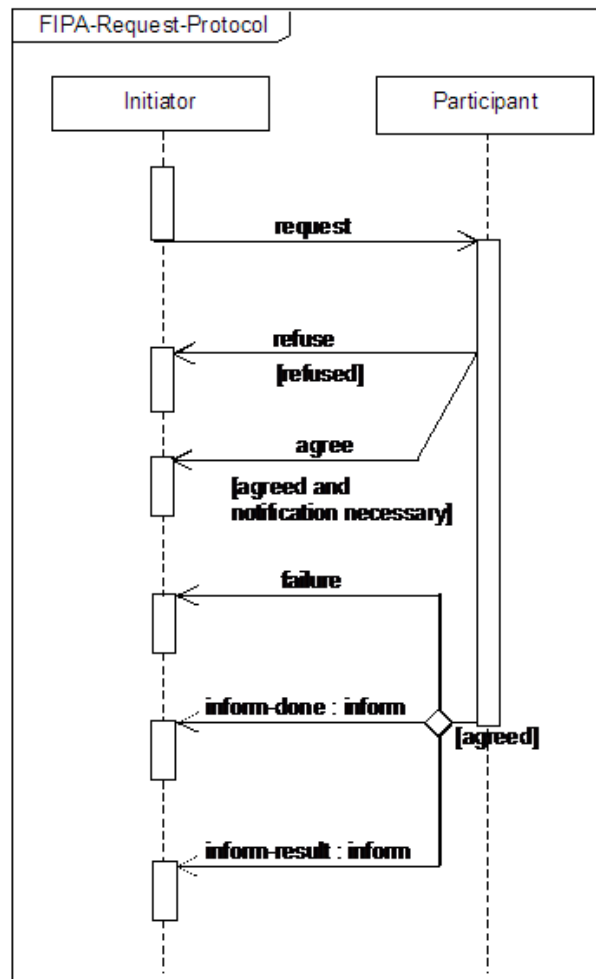 FIPA-Request-Protocol
Initiator
Participant
request
refuse
[refused]
agree
[agreed and
notification necessary]
failure
inform-done : inform
[agreed]
inform-result : inform